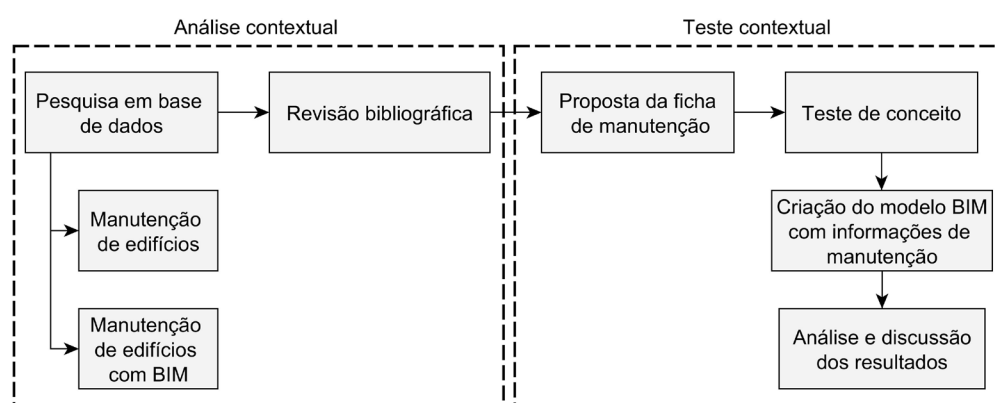 Análise contextual
Pesquisa em base
de dados
Revisão bibliográfica
Manutenção
de edifícios
Manutenção
de edifícios
com BIM
Teste contextual
Proposta da ficha
de manutenção
Teste de conceito
Criação do modelo BIM
com informações de
manutenção
Análise e discussão
dos resultados